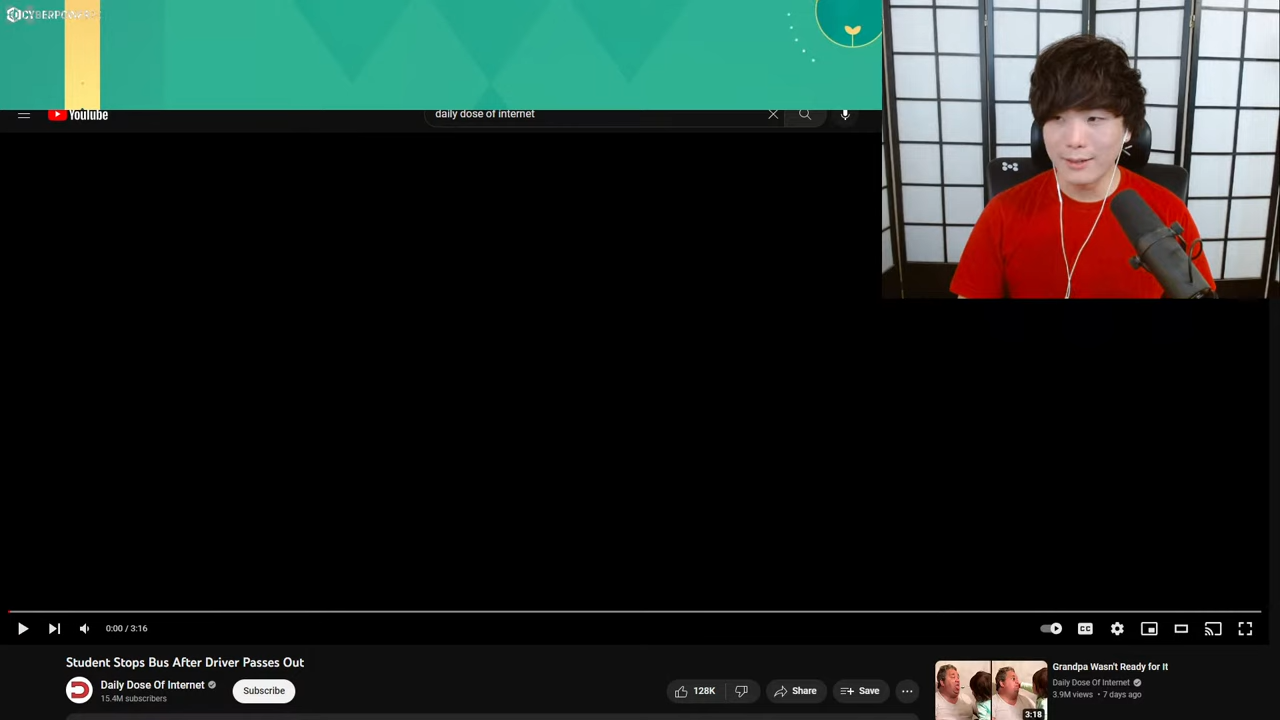 CYBERPOWERPC
YouTube
daily dose of internet
0:00 / 3:16
CC
Student Stops Bus After Driver Passes Out
Daily Dose Of Internet
15.4M subscribers
Subscribe
128K
Share
Save
Grandpa Wasn't Ready for It
Daily Dose Of Internet
3.9M views • 7 days ago
3:18